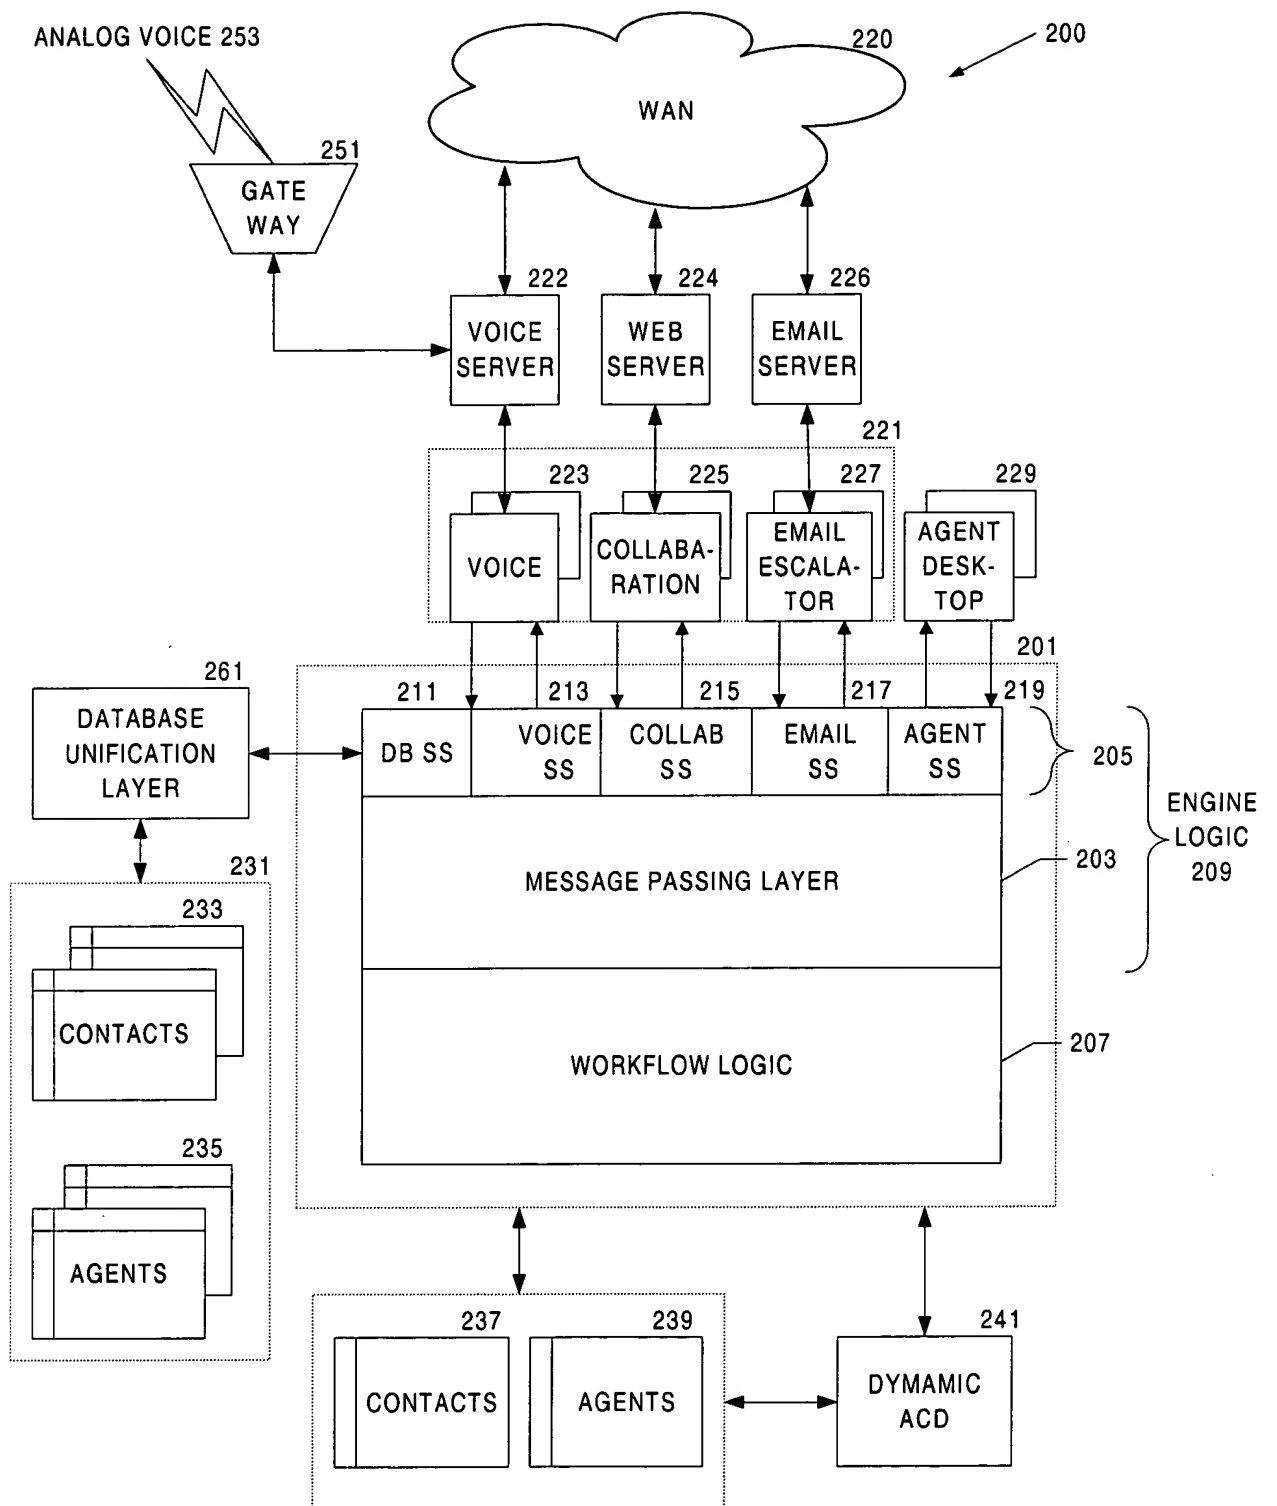 ANALOG VOICE 253
220
200
WAN
251
GATE
WAY
222
224
226
VOICE
SERVER
WEB
SERVER
EMAIL
SERVER
221
223
225
227
229
VOICE
COLLABA-
RATION
EMAIL
ESCALA-
TOR
AGENT
DESK-
TOP
201
261
211
213
215
217
219
DATABASE
UNIFICATION
LAYER
DB SS
VOICE
SS
COLLAB
SS
EMAIL
SS
AGENT
SS
205
ENGINE
LOGIC
209
203
MESSAGE PASSING LAYER
231
233
CONTACTS
207
WORKFLOW LOGIC
235
AGENTS
237
239
241
CONTACTS
AGENTS
DYMAMIC
ACD